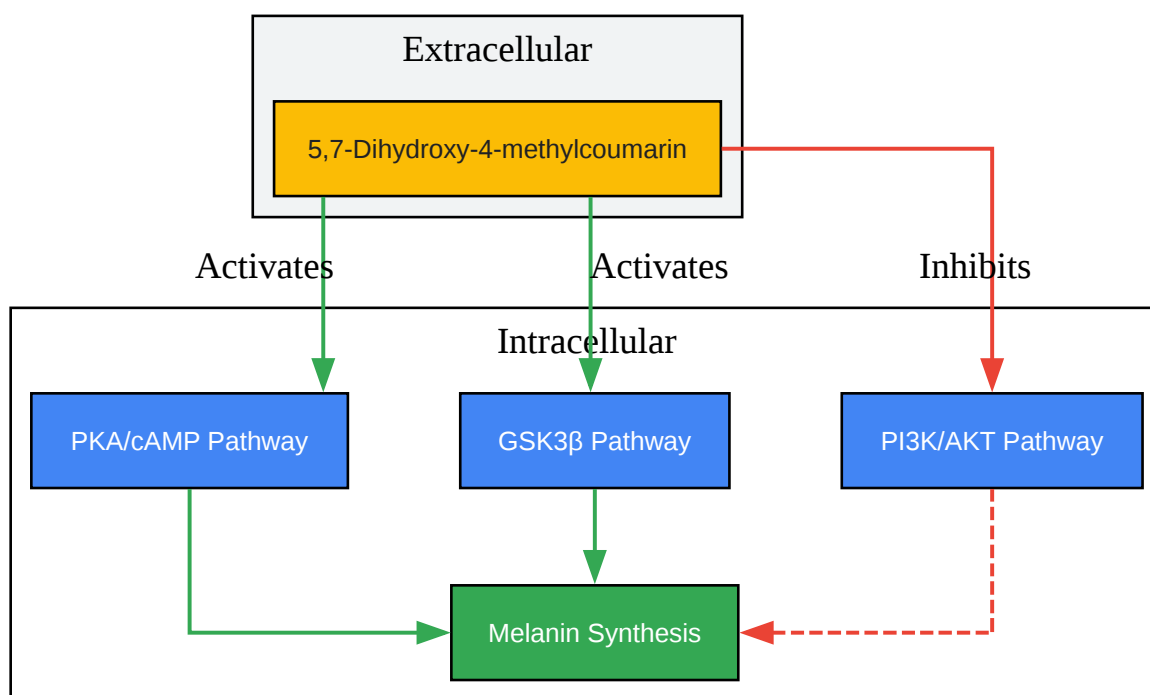 Extracellular
5,7-Dihydroxy-4-methylcoumarin
Activates
Activates
Inhibits
Intracellular
PKA/cAMP Pathway
GSK3β Pathway
PI3K/AKT Pathway
Melanin Synthesis